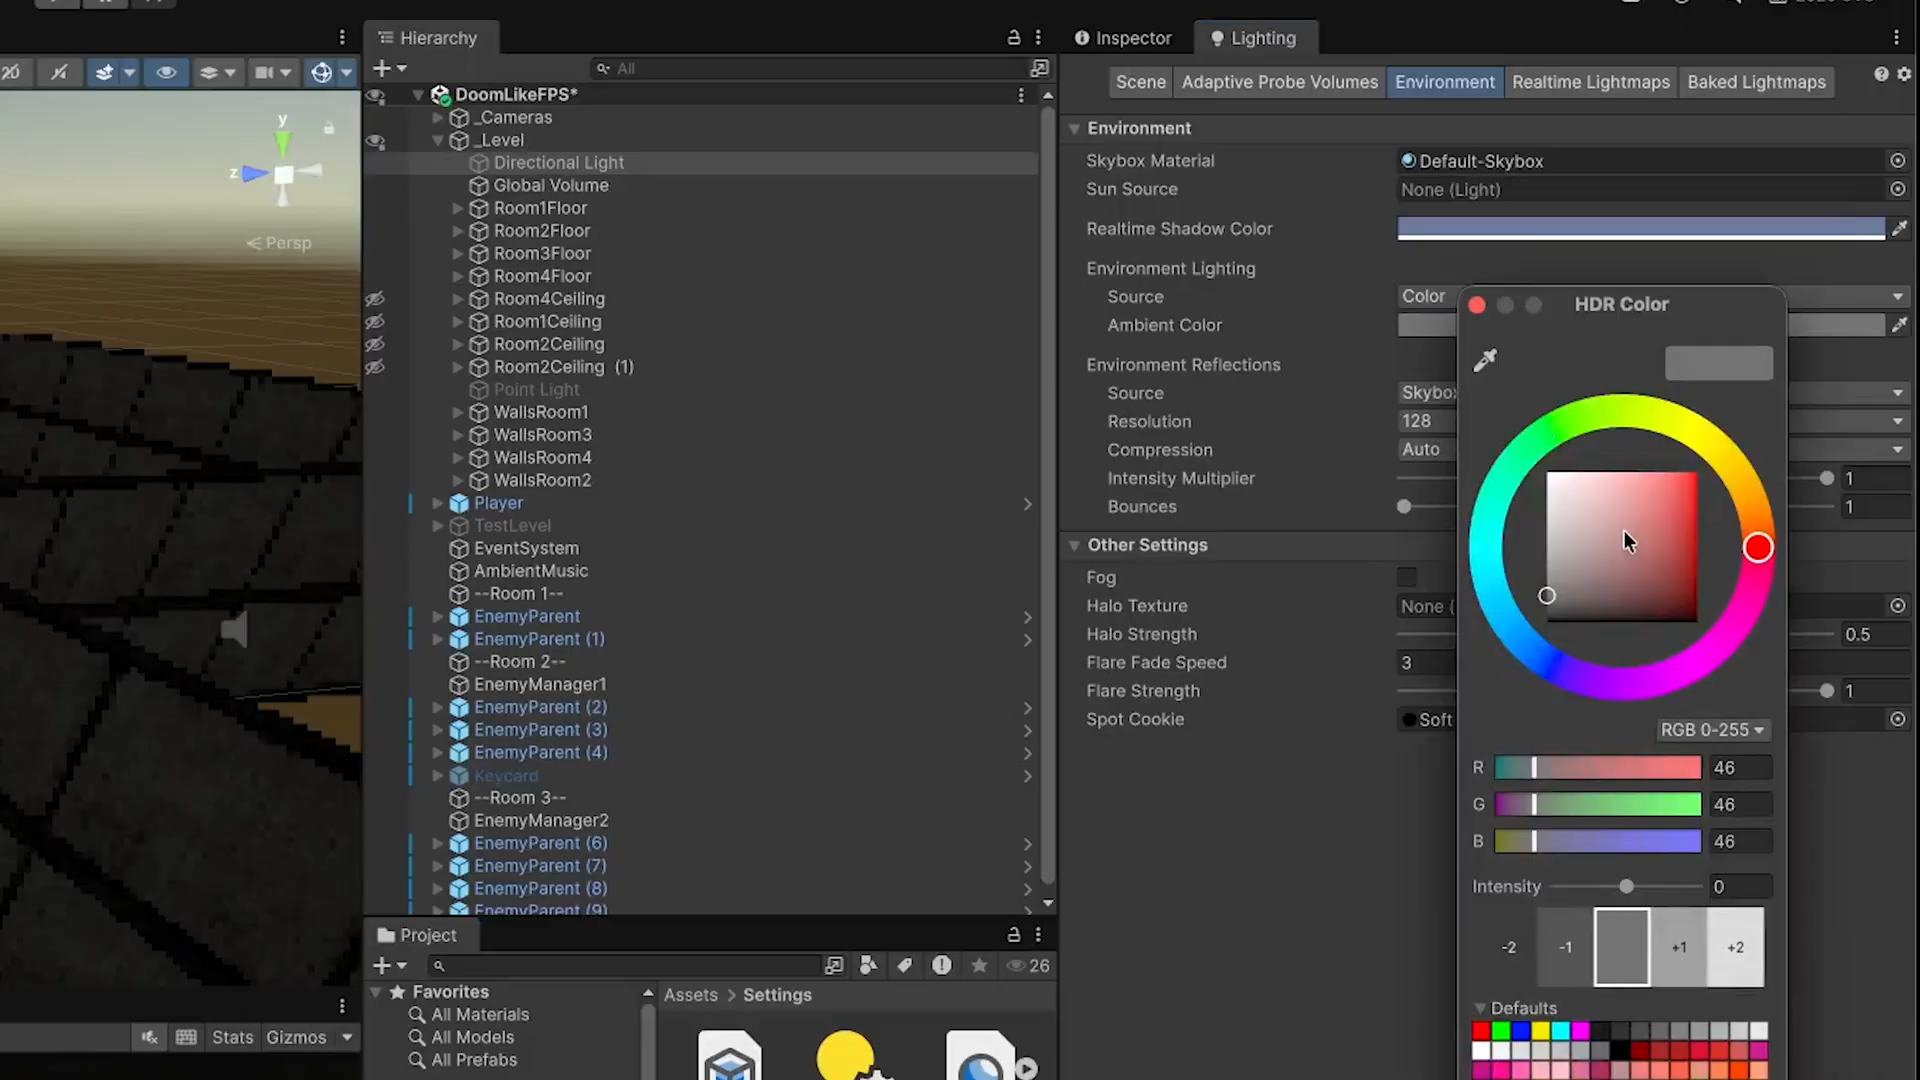 2D
y
z
< Persp
Stats Gizmos
Hierarchy
All
DoomLikeFPS*
_Cameras
_Level
Directional Light
Global Volume
Room1Floor
Room2Floor
Room3Floor
Room4Floor
Room4Ceiling
Room1Ceiling
Room2Ceiling
Room2Ceiling (1)
Point Light
WallsRoom1
WallsRoom3
WallsRoom4
WallsRoom2
Player
TestLevel
EventSystem
AmbientMusic
--Room 1--
EnemyParent
EnemyParent (1)
--Room 2--
EnemyManager1
EnemyParent (2)
EnemyParent (3)
EnemyParent (4)
Keycard
--Room 3--
EnemyManager2
EnemyParent (6)
EnemyParent (7)
EnemyParent (8)
EnemyParent (9)
Project
26
Favorites
All Materials
All Models
All Prefabs
Assets > Settings
Inspector Lighting
Scene Adaptive Probe Volumes Environment Realtime Lightmaps Baked Lightmaps
Environment
Skybox Material Default-Skybox
Sun Source None (Light)
Realtime Shadow Color
Environment Lighting
Source Color
Ambient Color
Environment Reflections
Source Skybox
Resolution 128
Compression Auto
Intensity Multiplier 1
Bounces 1
Other Settings
Fog
Halo Texture None (
Halo Strength 0.5
Flare Fade Speed 3
Flare Strength 1
Spot Cookie Soft
HDR Color
RGB 0-255
R 46
G 46
B 46
Intensity 0
-2 -1 +1 +2
Defaults